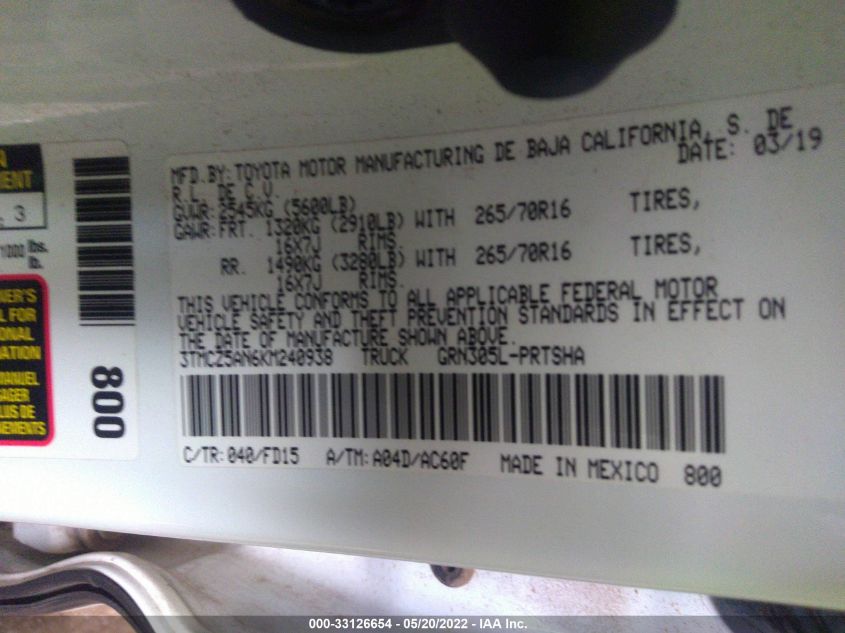 MFD.BY: TOYOTA MOTOR MANUFACTURING DE BAJA CALIFORNIA, S. DE
R.L. DE C.V. DATE: 03/19
GVWR: 2545KG (5600LB)
GAWR: FRT. 1320KG (2910LB) WITH 265/70R16 TIRES,
16X7J RIMS.
RR. 1490KG (3280LB) WITH 265/70R16 TIRES,
16X7J RIMS.
THIS VEHICLE CONFORMS TO ALL APPLICABLE FEDERAL MOTOR
VEHICLE SAFETY AND THEFT PREVENTION STANDARDS IN EFFECT ON
THE DATE OF MANUFACTURE SHOWN ABOVE.
3TMCZ5AN6KM240938 TRUCK GRN305L-PRTSHA
C/TR: 040/FD15 A/TM: A04D/AC60F MADE IN MEXICO 800
3
1000 lbs.
lb.
L FOR
800
000-33126654 - 05/20/2022 - IAA Inc.